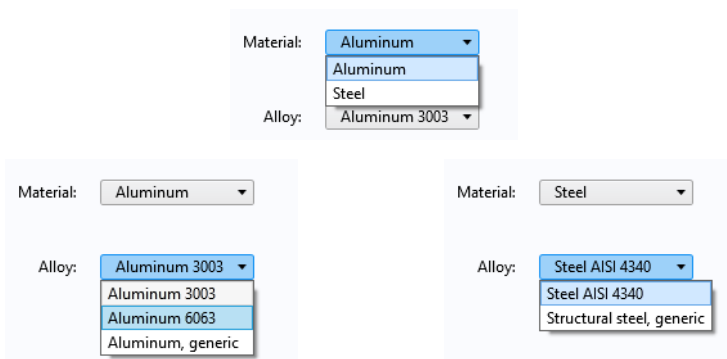 Material: Aluminum
Aluminum
Steel
Alloy: Aluminum 3003
Material: Aluminum
Alloy: Aluminum 3003
Aluminum 3003
Aluminum 6063
Aluminum, generic
Material: Steel
Alloy: Steel AISI 4340
Steel AISI 4340
Structural steel, generic